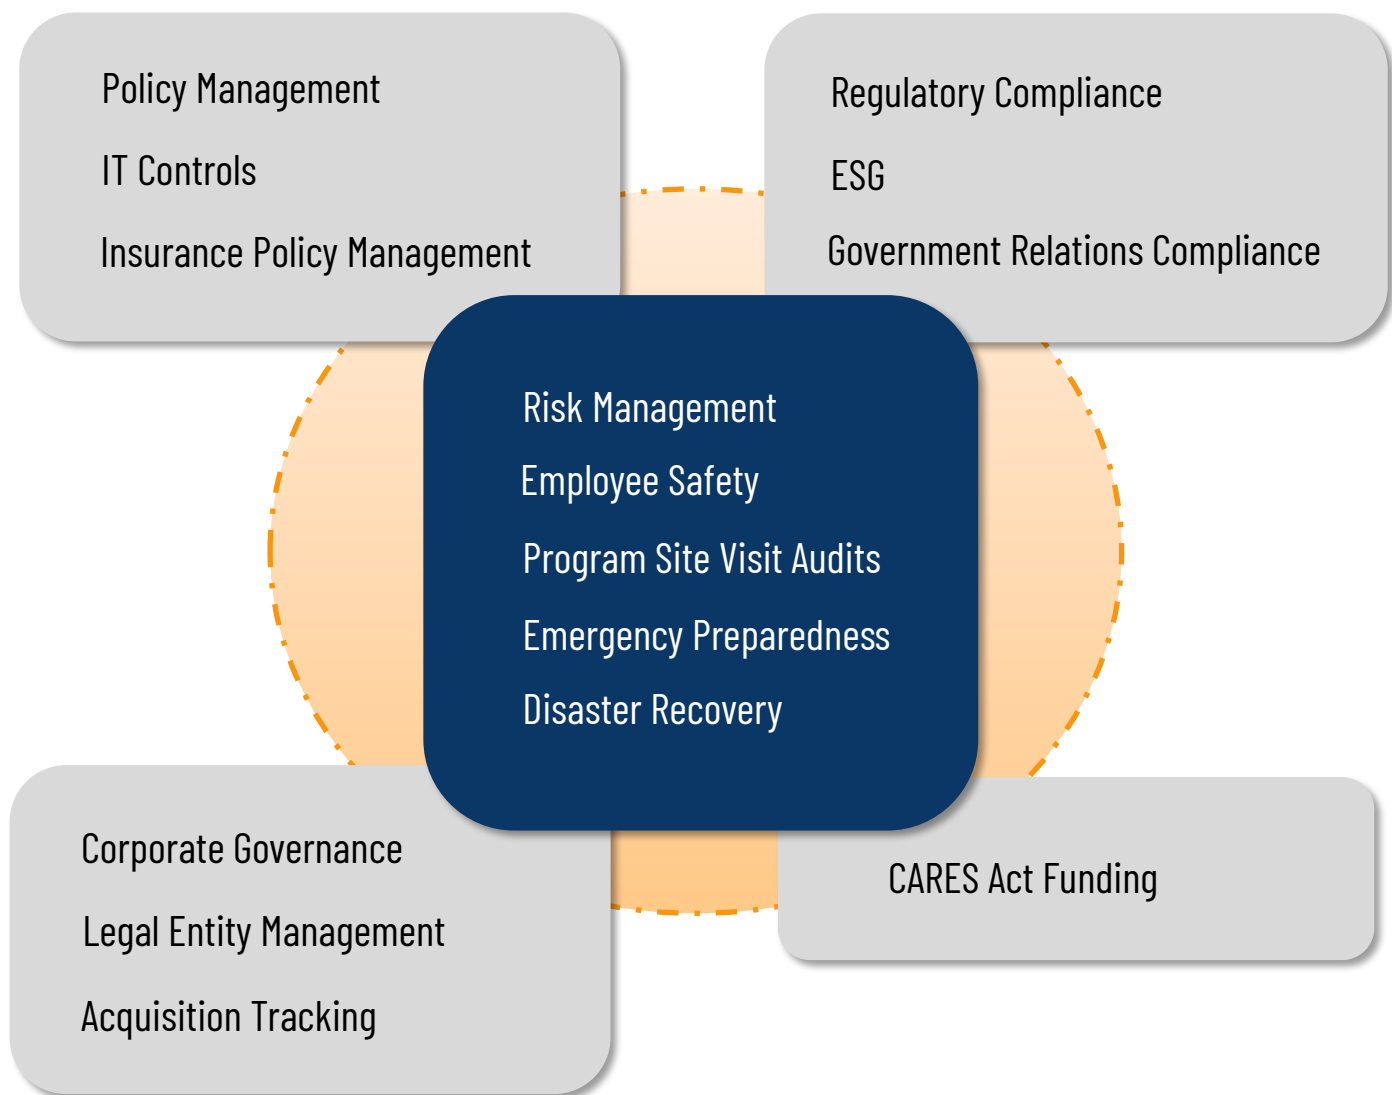 Policy Management
IT Controls
Insurance Policy Management
Regulatory Compliance
ESG
Government Relations Compliance
Risk Management
Employee Safety
Program Site Visit Audits
Emergency Preparedness
Disaster Recovery
Corporate Governance
Legal Entity Management
Acquisition Tracking
CARES Act Funding